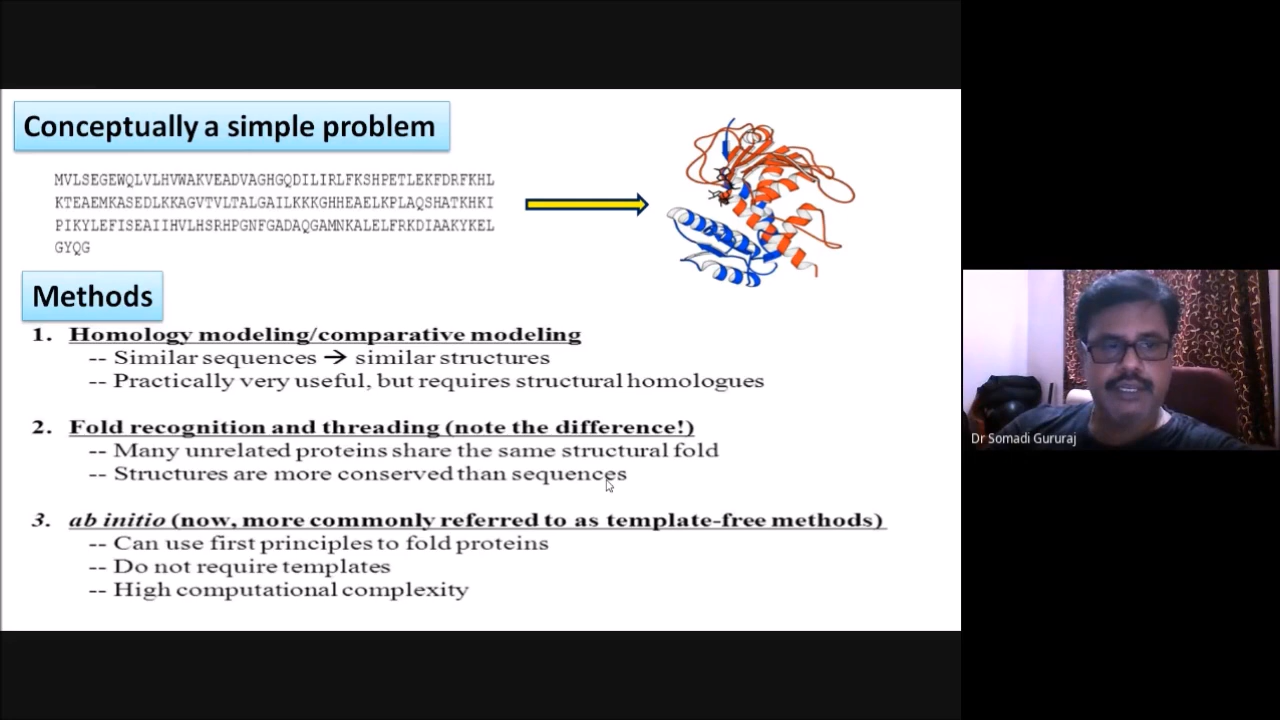 Conceptually a simple problem
MVLSEGEWQLVLHVWAKVEADVAGHGQDILIRLFKSHPETLEKFDRFKHL
KTEAEMKASEDLKKAGVTVLTALGAILKKKGHHEAELKPLAQSHATKHKI
PIKYLEFISEAIIHVLHSRHPGNFGADAQGAMNKALELFRKDIAAKYKEL
GYQG
Methods
1. Homology modeling/comparative modeling
-- Similar sequences → similar structures
-- Practically very useful, but requires structural homologues
2. Fold recognition and threading (note the difference!)
-- Many unrelated proteins share the same structural fold
-- Structures are more conserved than sequences
3. ab initio (now, more commonly referred to as template-free methods)
-- Can use first principles to fold proteins
-- Do not require templates
-- High computational complexity
Dr Somadi Gururaj